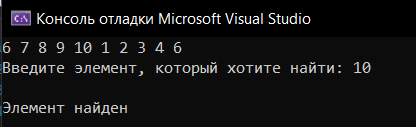 C:\ Консоль отладки Microsoft Visual Studio
6 7 8 9 10 1 2 3 4 6
Введите элемент, который хотите найти: 10
Элемент найден